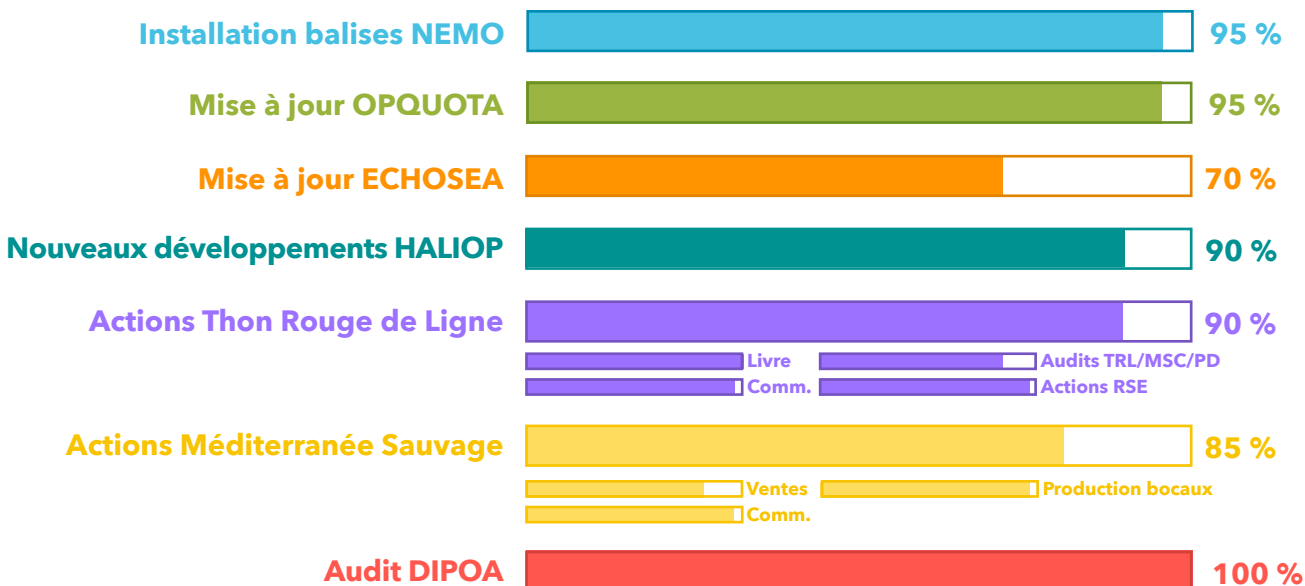 Installation balises NEMO 95 %
Mise à jour OPQUOTA 95 %
Mise à jour ECHOSEA 70 %
Nouveaux développements HALIOP 90 %
Actions Thon Rouge de Ligne 90 %
Livre Audits TRL/MSC/PD
Comm. Actions RSE
Actions Méditerranée Sauvage 85 %
Ventes Production bocaux
Comm.
Audit DIPOA 100 %